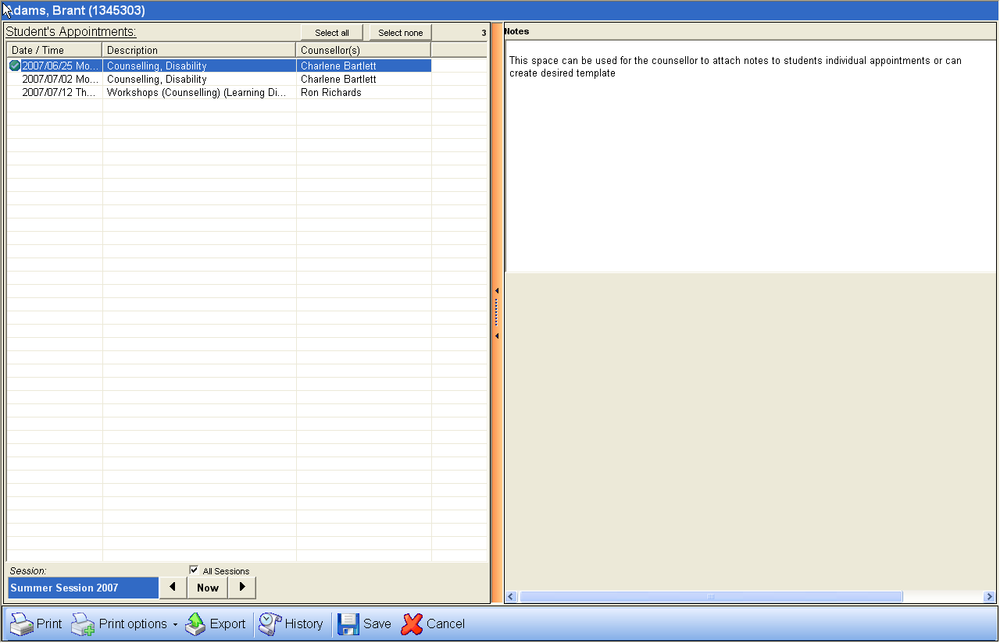 Adams, Brant (1345303)
Student's Appointments:
Select all
Select none
3
Date / Time Description Counsellor(s)
2007/06/25 Mo... Counselling, Disability Charlene Bartlett
2007/07/02 Mo... Counselling, Disability Charlene Bartlett
2007/07/12 Th... Workshops (Counselling) (Learning Di... Ron Richards
Notes
This space can be used for the counsellor to attach notes to students individual appointments or can
create desired template
Session:
All Sessions
Summer Session 2007
Now
Print Print options Export History Save Cancel